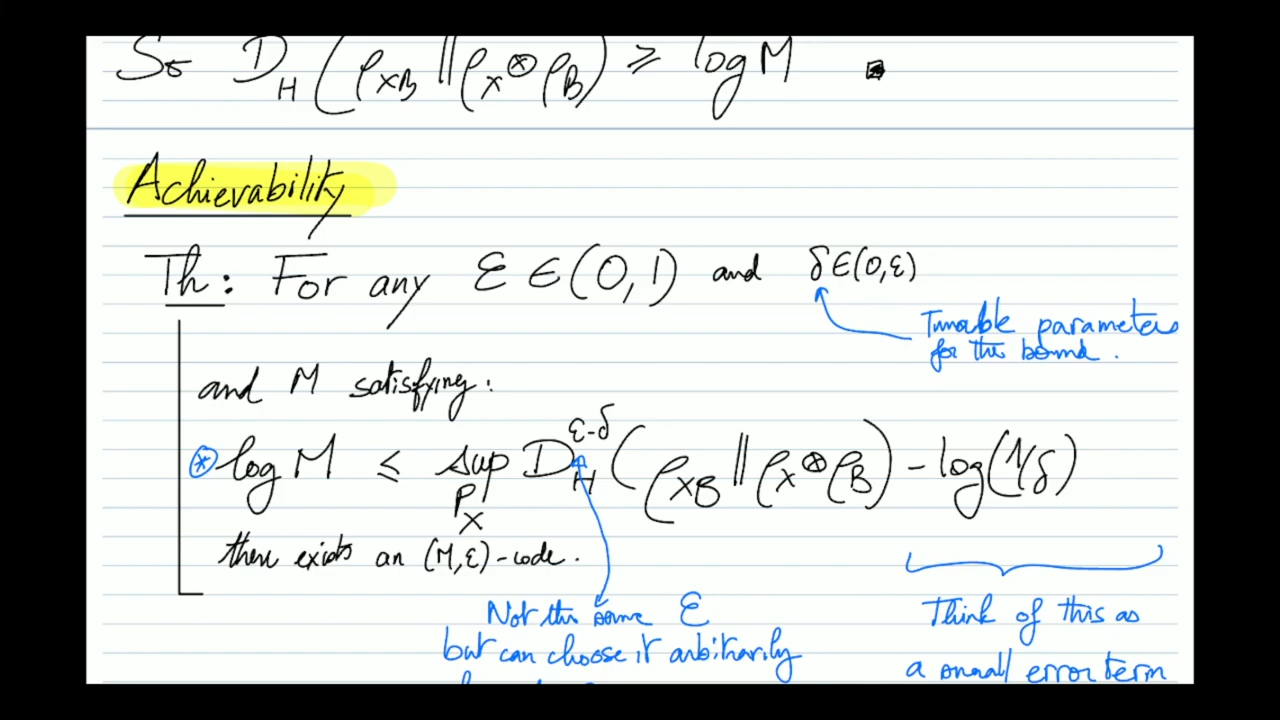 So D_H(ρ_XB || ρ_X ⊗ ρ_B) ≥ log M
Achievability
Th: For any ε ∈ (0,1) and δ ∈ (0,ε)
Tunable parameters
for the bound.
and M satisfying:
* log M ≤ sup_{P_X} D_H^{ε-δ}(ρ_XB || ρ_X ⊗ ρ_B) - log(1/δ)
there exists an (M,ε)-code.
Not the same ε
but can choose it arbitrarily
Think of this as
a small error term